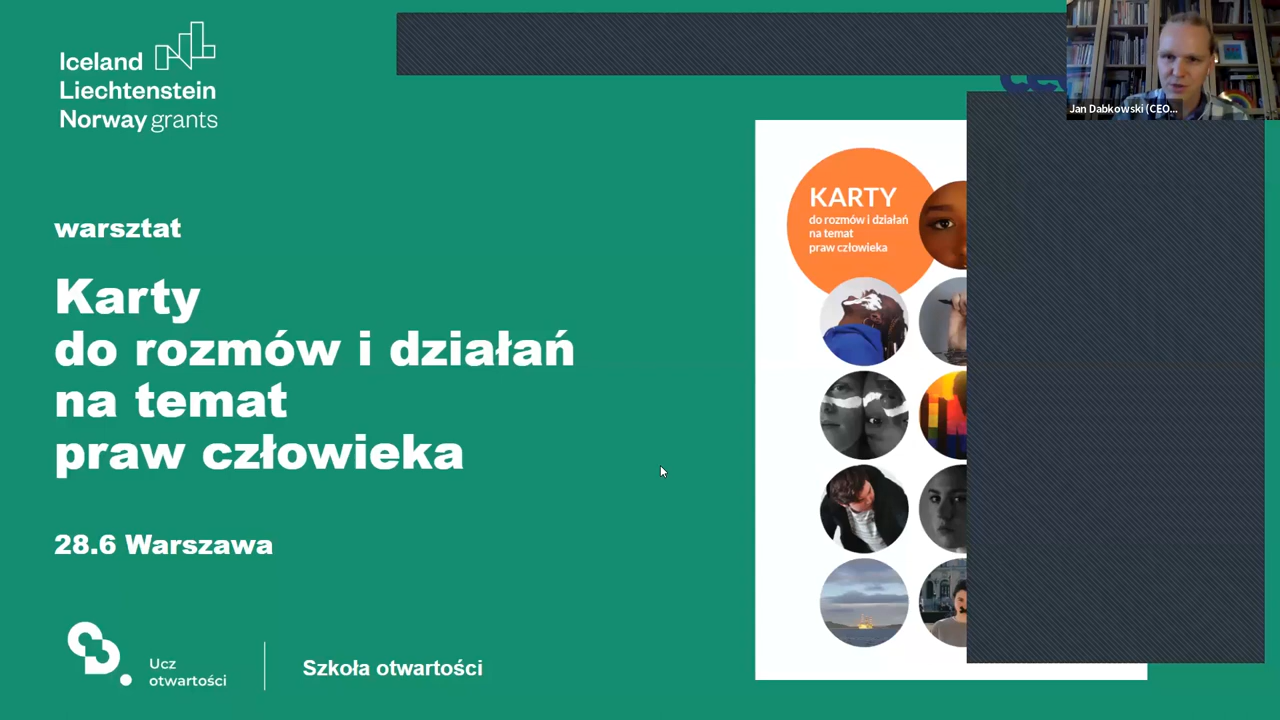 Iceland
Liechtenstein
Norway grants
Jan Dabkowski (CEO...
warsztat
Karty
do rozmów i działań
na temat
praw człowieka
28.6 Warszawa
KARTY
do rozmów i działań
na temat
praw człowieka
Ucz
otwartości
Szkoła otwartości